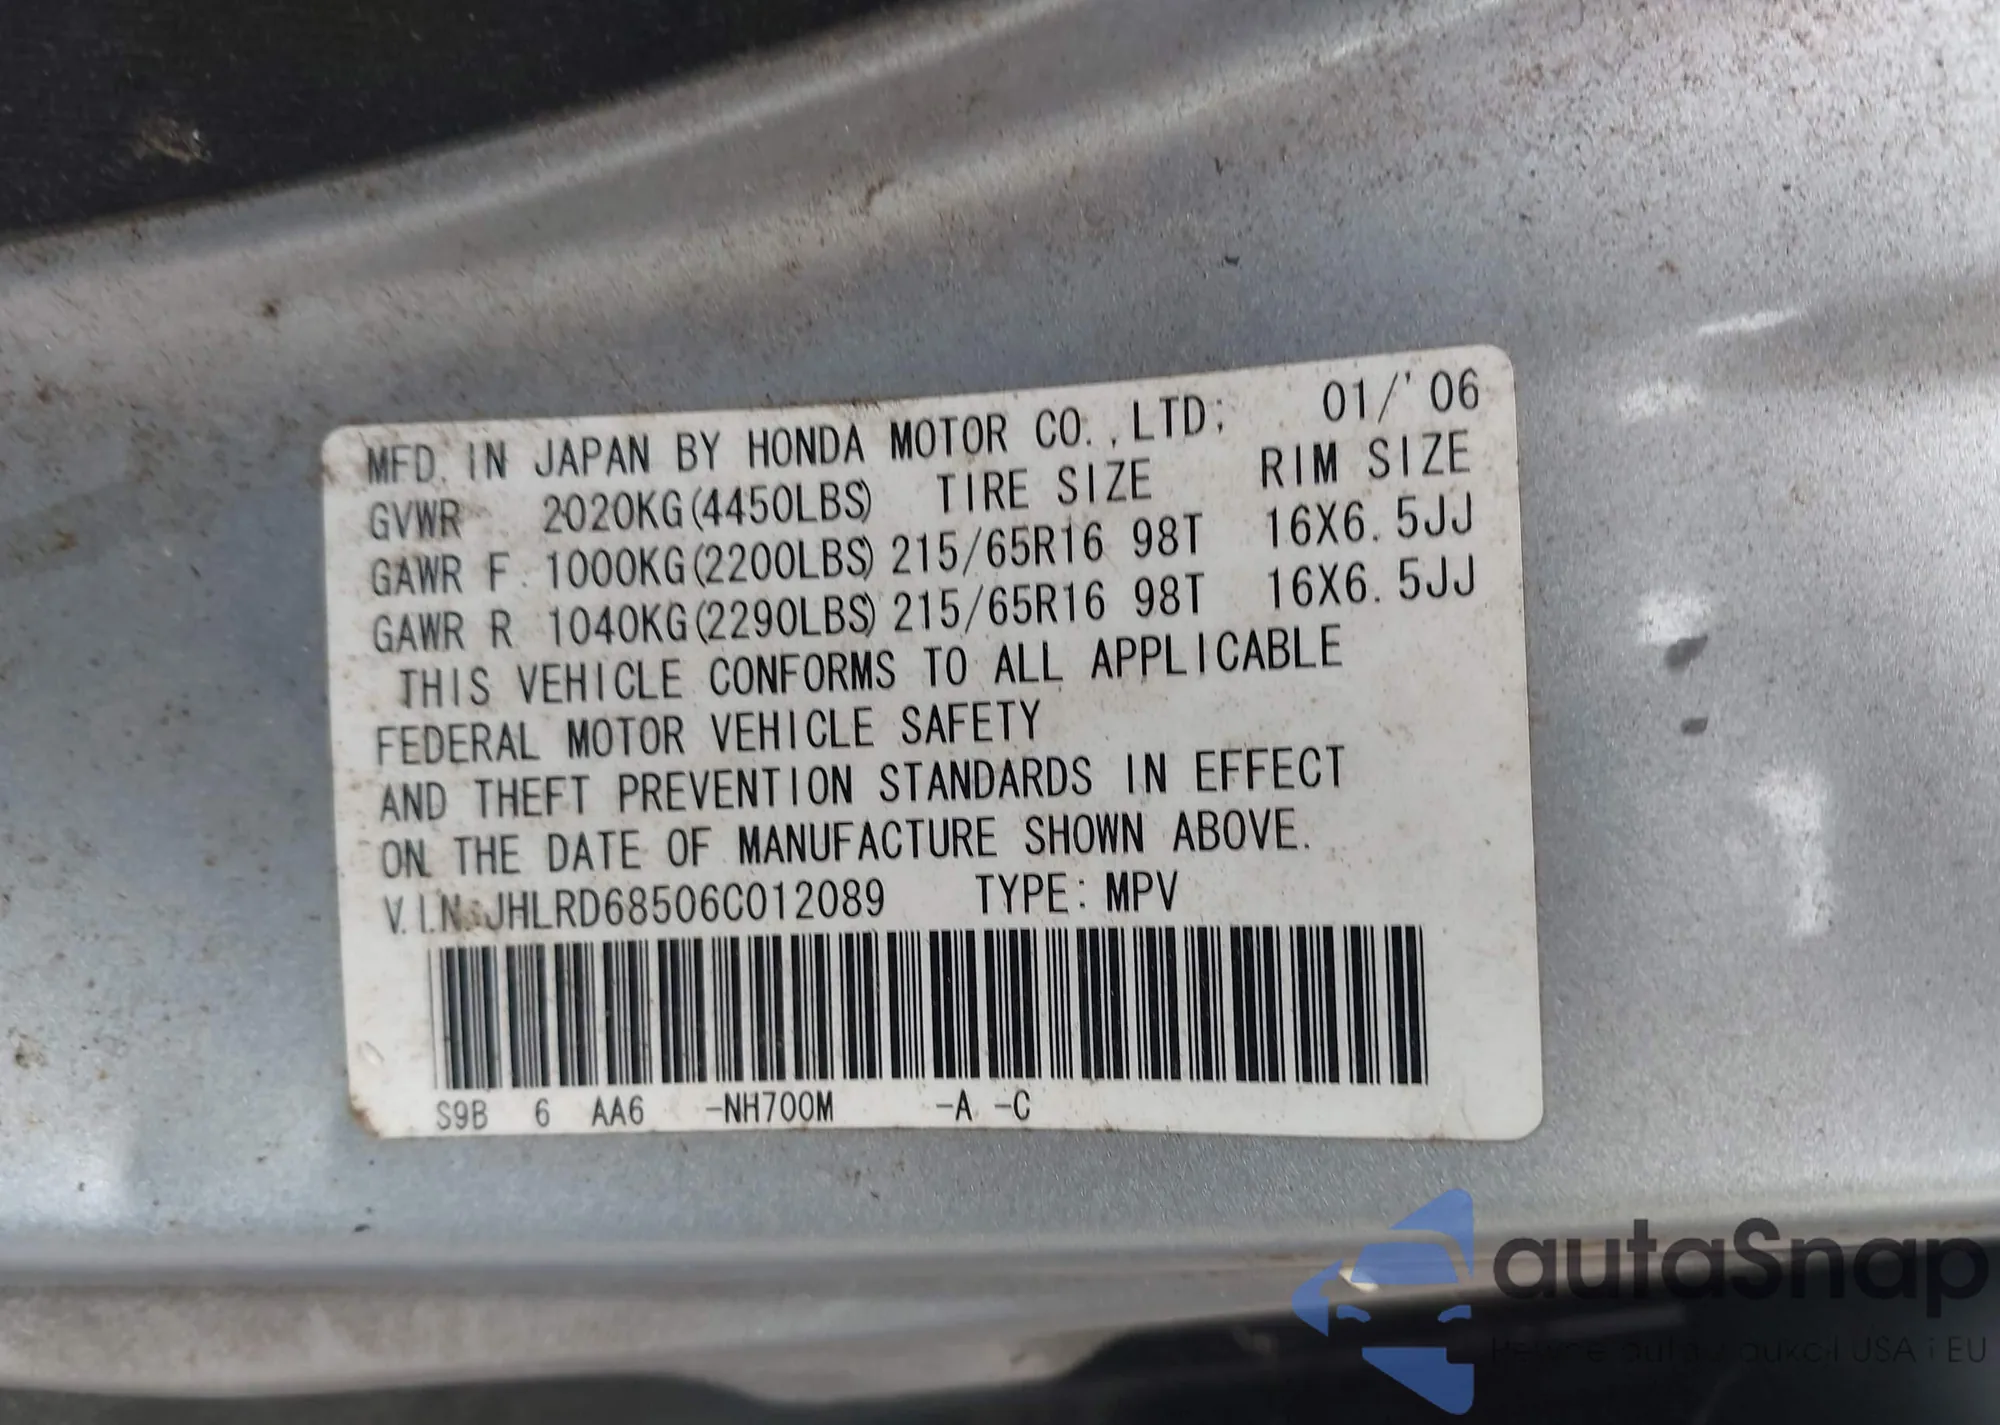 MFD. IN JAPAN BY HONDA MOTOR CO., LTD; 01/'06
GVWR 2020KG(4450LBS) TIRE SIZE RIM SIZE
GAWR F. 1000KG(2200LBS) 215/65R16 98T 16X6.5JJ
GAWR R 1040KG(2290LBS) 215/65R16 98T 16X6.5JJ
THIS VEHICLE CONFORMS TO ALL APPLICABLE
FEDERAL MOTOR VEHICLE SAFETY
AND THEFT PREVENTION STANDARDS IN EFFECT
ON THE DATE OF MANUFACTURE SHOWN ABOVE.
V.I.N: JHLRD68506C012089 TYPE: MPV
S9B 6 AA6 -NH700M -A -C
autaSnap
USA i EU